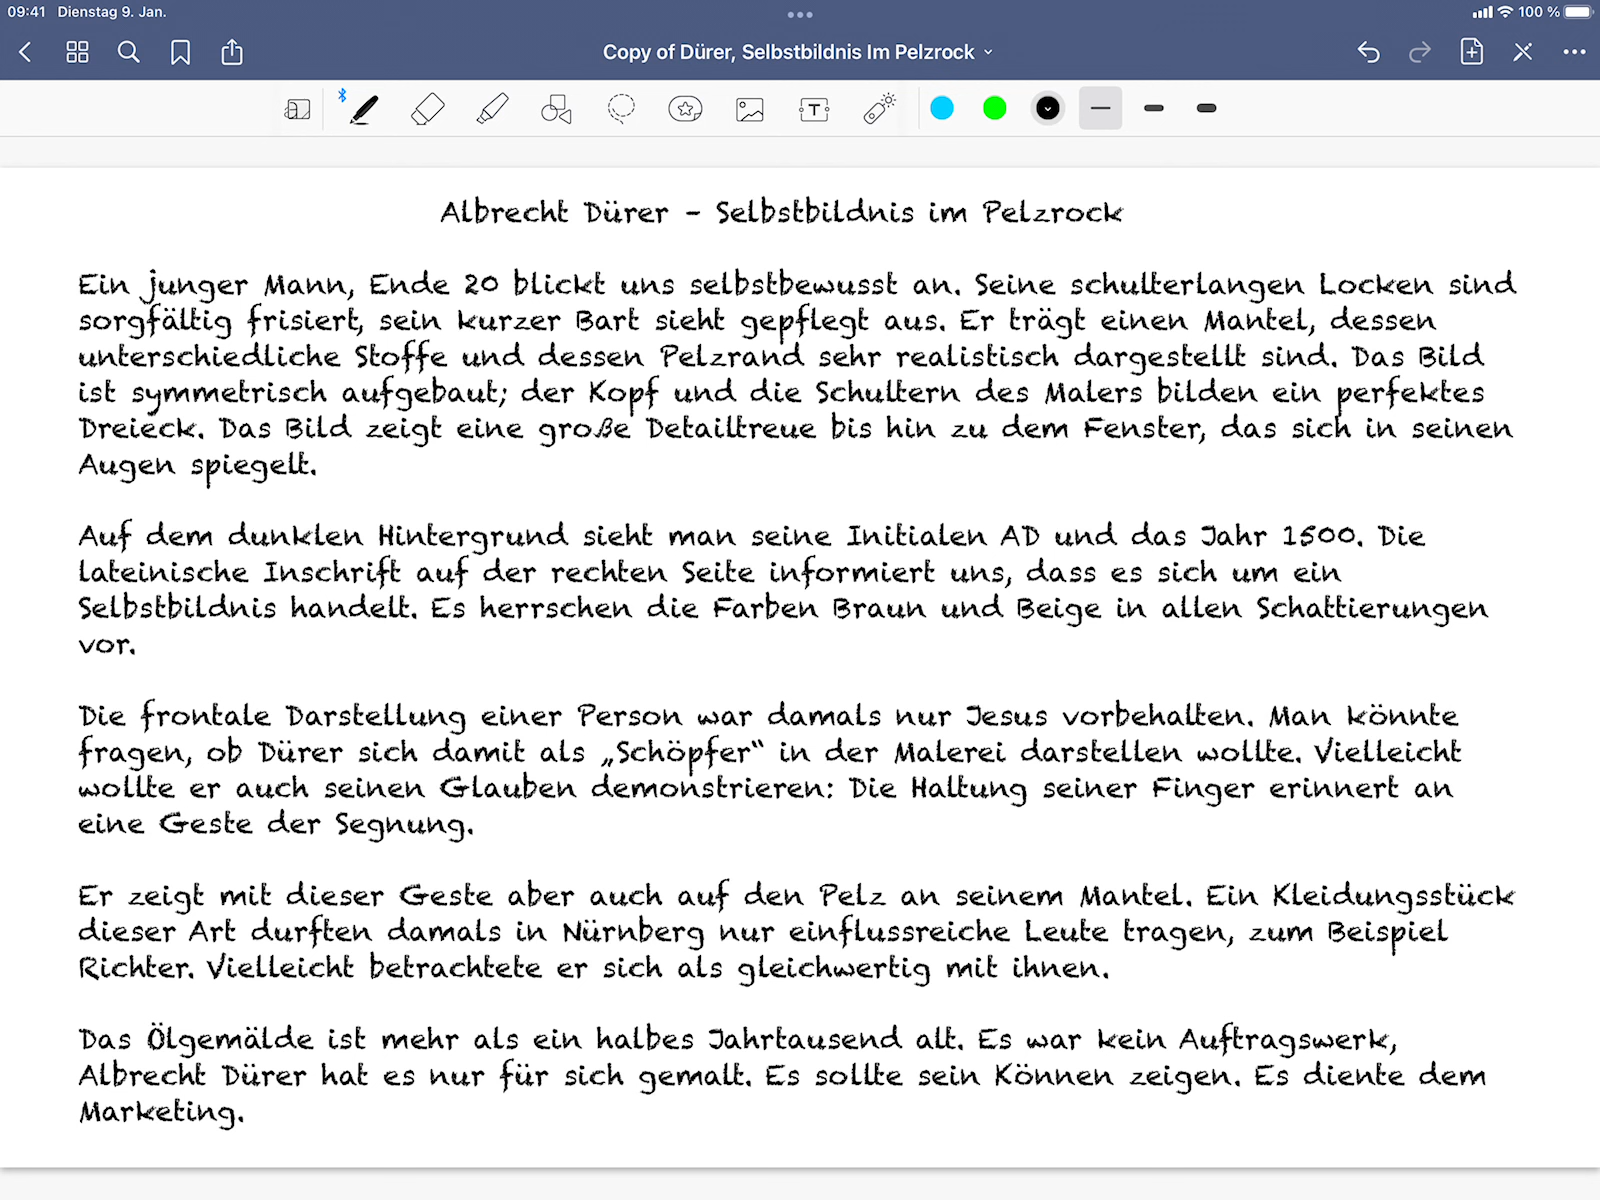 09:41 Dienstag 9. Jan.
100 %
Copy of Dürer, Selbstbildnis Im Pelzrock
T
Albrecht Dürer – Selbstbildnis im Pelzrock
Ein junger Mann, Ende 20 blickt uns selbstbewusst an. Seine schulterlangen Locken sind
sorgfältig frisiert, sein kurzer Bart sieht gepflegt aus. Er trägt einen Mantel, dessen
unterschiedliche Stoffe und dessen Pelzrand sehr realistisch dargestellt sind. Das Bild
ist symmetrisch aufgebaut; der Kopf und die Schultern des Malers bilden ein perfektes
Dreieck. Das Bild zeigt eine große Detailtreue bis hin zu dem Fenster, das sich in seinen
Augen spiegelt.
Auf dem dunklen Hintergrund sieht man seine Initialen AD und das Jahr 1500. Die
lateinische Inschrift auf der rechten Seite informiert uns, dass es sich um ein
Selbstbildnis handelt. Es herrschen die Farben Braun und Beige in allen Schattierungen
vor.
Die frontale Darstellung einer Person war damals nur Jesus vorbehalten. Man könnte
fragen, ob Dürer sich damit als „Schöpfer“ in der Malerei darstellen wollte. Vielleicht
wollte er auch seinen Glauben demonstrieren: Die Haltung seiner Finger erinnert an
eine Geste der Segnung.
Er zeigt mit dieser Geste aber auch auf den Pelz an seinem Mantel. Ein Kleidungsstück
dieser Art durften damals in Nürnberg nur einflussreiche Leute tragen, zum Beispiel
Richter. Vielleicht betrachtete er sich als gleichwertig mit ihnen.
Das Ölgemälde ist mehr als ein halbes Jahrtausend alt. Es war kein Auftragswerk,
Albrecht Dürer hat es nur für sich gemalt. Es sollte sein Können zeigen. Es diente dem
Marketing.